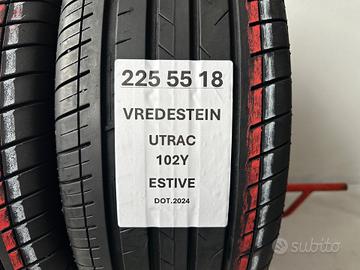 225 55 18
VREDESTEIN
UTRAC
102Y
ESTIVE
DOT.2024
subito